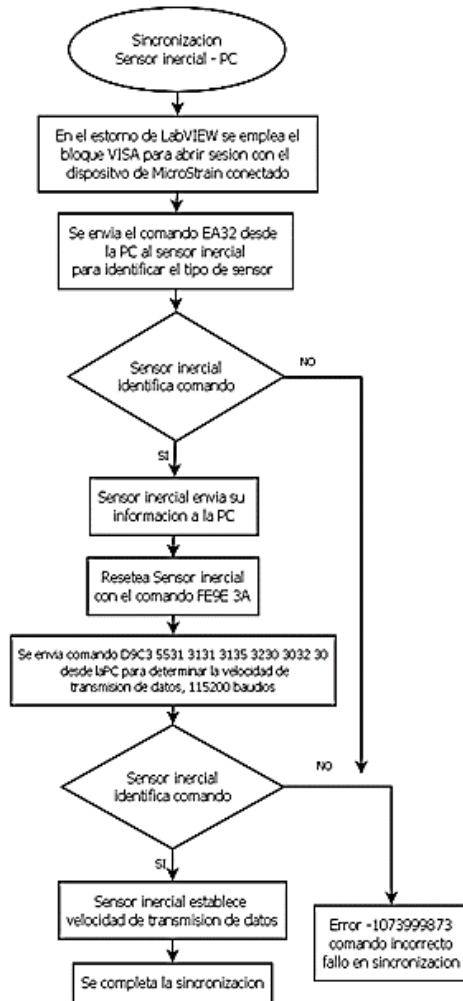 Sincronizacion
Sensor inercial - PC
En el estorno de LabVIEW se emplea el
bloque VISA para abrir sesion con el
dispositvo de MicroStrain conectado
Se envia el comando EA32 desde
la PC al sensor inercial
para identificar el tipo de sensor
Sensor inercial
identifica comando
NO
SI
Sensor inercial envia su
informacion a la PC
Resetea Sensor inercial
con el comando FE9E 3A
Se envia comando D9C3 5531 3131 3135 3230 3032 30
desde laPC para determinar la velocidad de
transmision de datos, 115200 baudios
Sensor inercial
identifica comando
NO
SI
Sensor inercial establece
velocidad de transmision de datos
Error -1073999873
comando incorrecto
fallo en sincronizacion
Se completa la sincronizacion